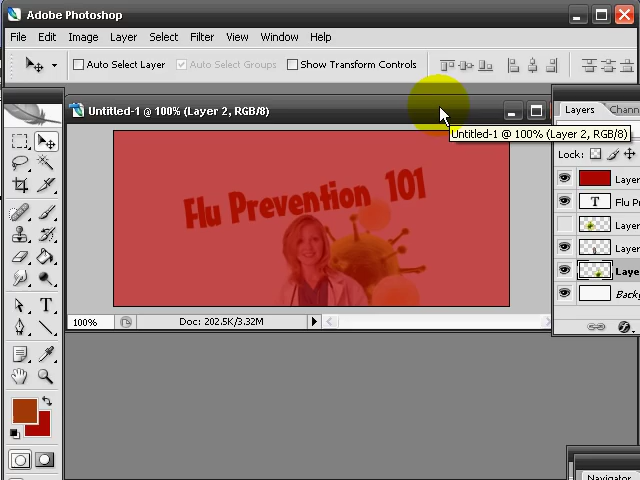 Adobe Photoshop
File Edit Image Layer Select Filter View Window Help
Auto Select Layer Auto Select Groups Show Transform Controls
Untitled-1 @ 100% (Layer 2, RGB/8)
Layers Chann
Untitled-1 @ 100% (Layer 2, RGB/8)
Lock:
Flu Prevention 101
Layer
T Flu P
Layer
Layer
Laye
Backg
100% Doc: 202.5K/3.32M
T
Navigator